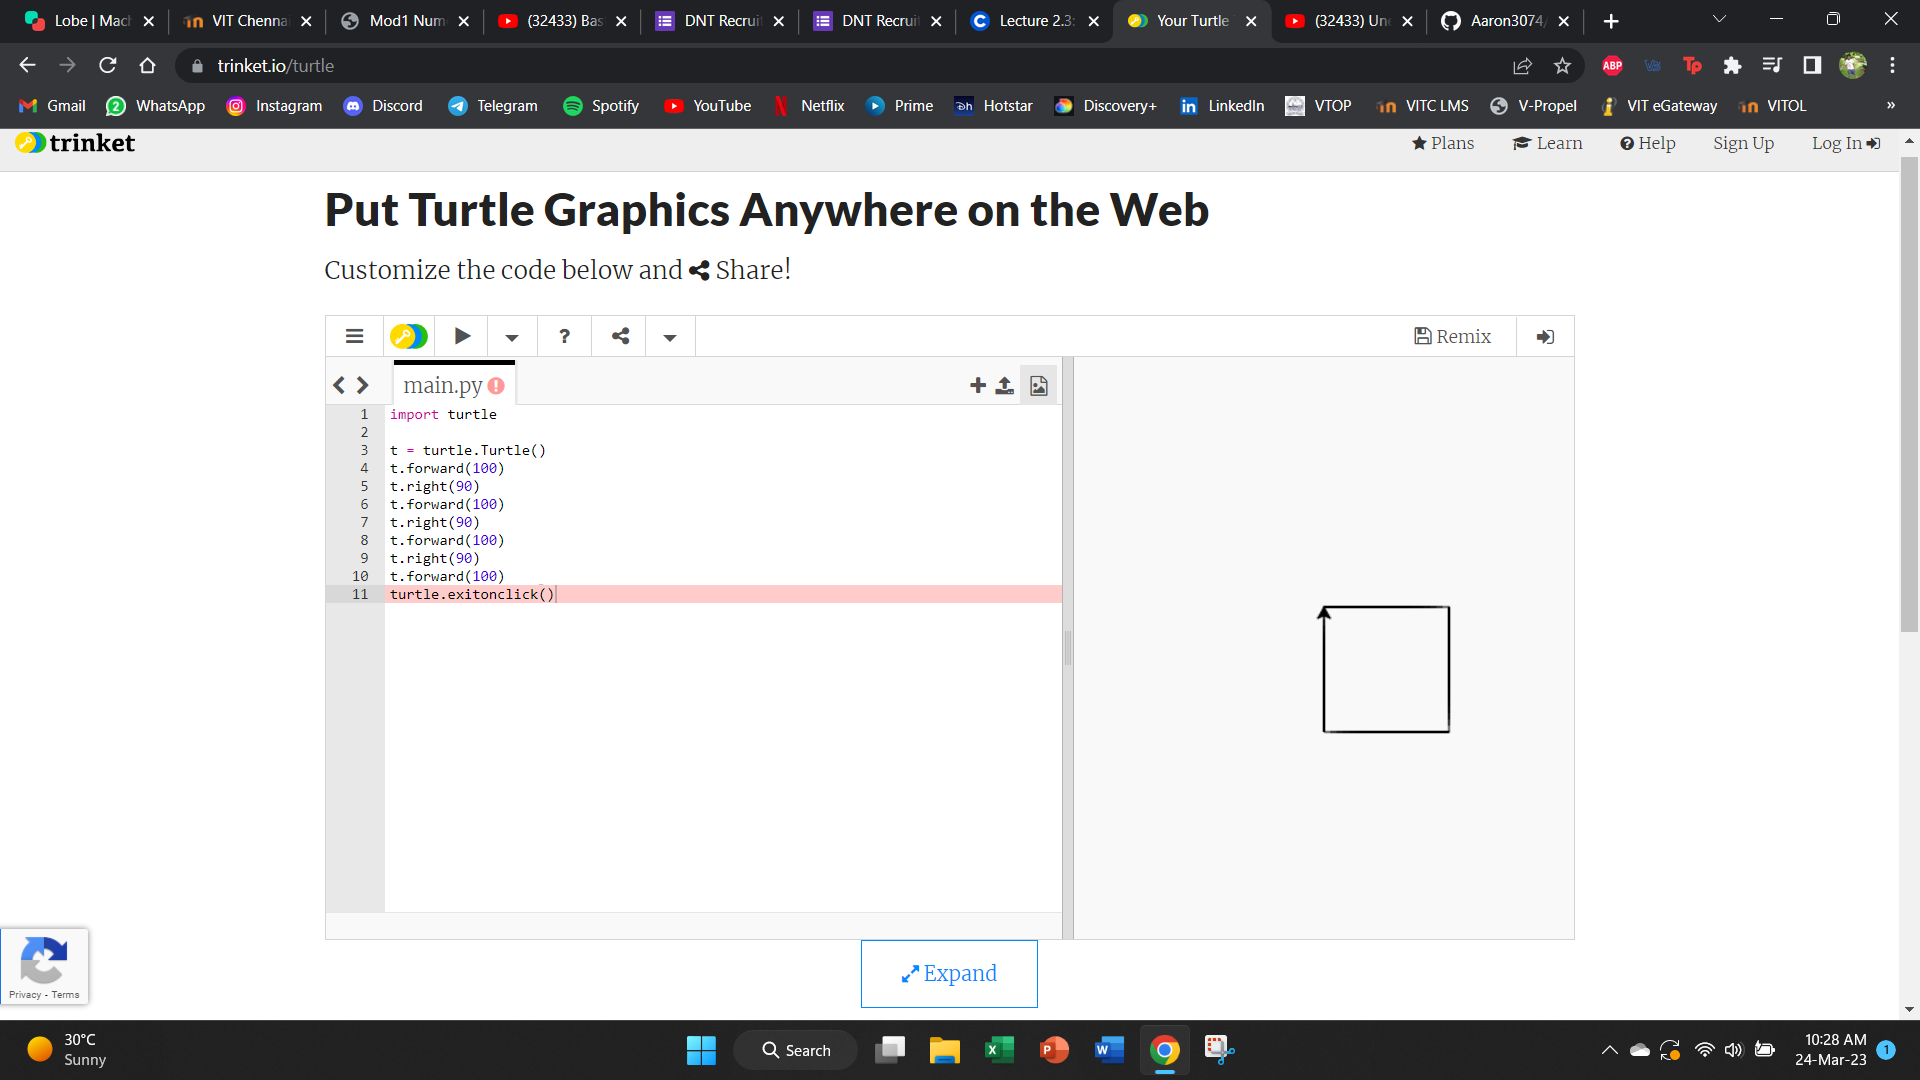 Lobe | Mach
VIT Chennai
Mod1 Num
(32433) Bas
DNT Recruit
DNT Recruit
Lecture 2.3:
Your Turtle
(32433) Une
Aaron3074/
trinket.io/turtle
ABP
Tp
Gmail
WhatsApp
Instagram
Discord
Telegram
Spotify
YouTube
Netflix
Prime
Hotstar
Discovery+
LinkedIn
VTOP
VITC LMS
V-Propel
VIT eGateway
VITOL
»
trinket
Plans
Learn
Help
Sign Up
Log In
Put Turtle Graphics Anywhere on the Web
Customize the code below and Share!
?
Remix
main.py
1 import turtle
2
3 t = turtle.Turtle()
4 t.forward(100)
5 t.right(90)
6 t.forward(100)
7 t.right(90)
8 t.forward(100)
9 t.right(90)
10 t.forward(100)
11 turtle.exitonclick()
Expand
Privacy - Terms
30°C
Sunny
Search
10:28 AM
24-Mar-23
1